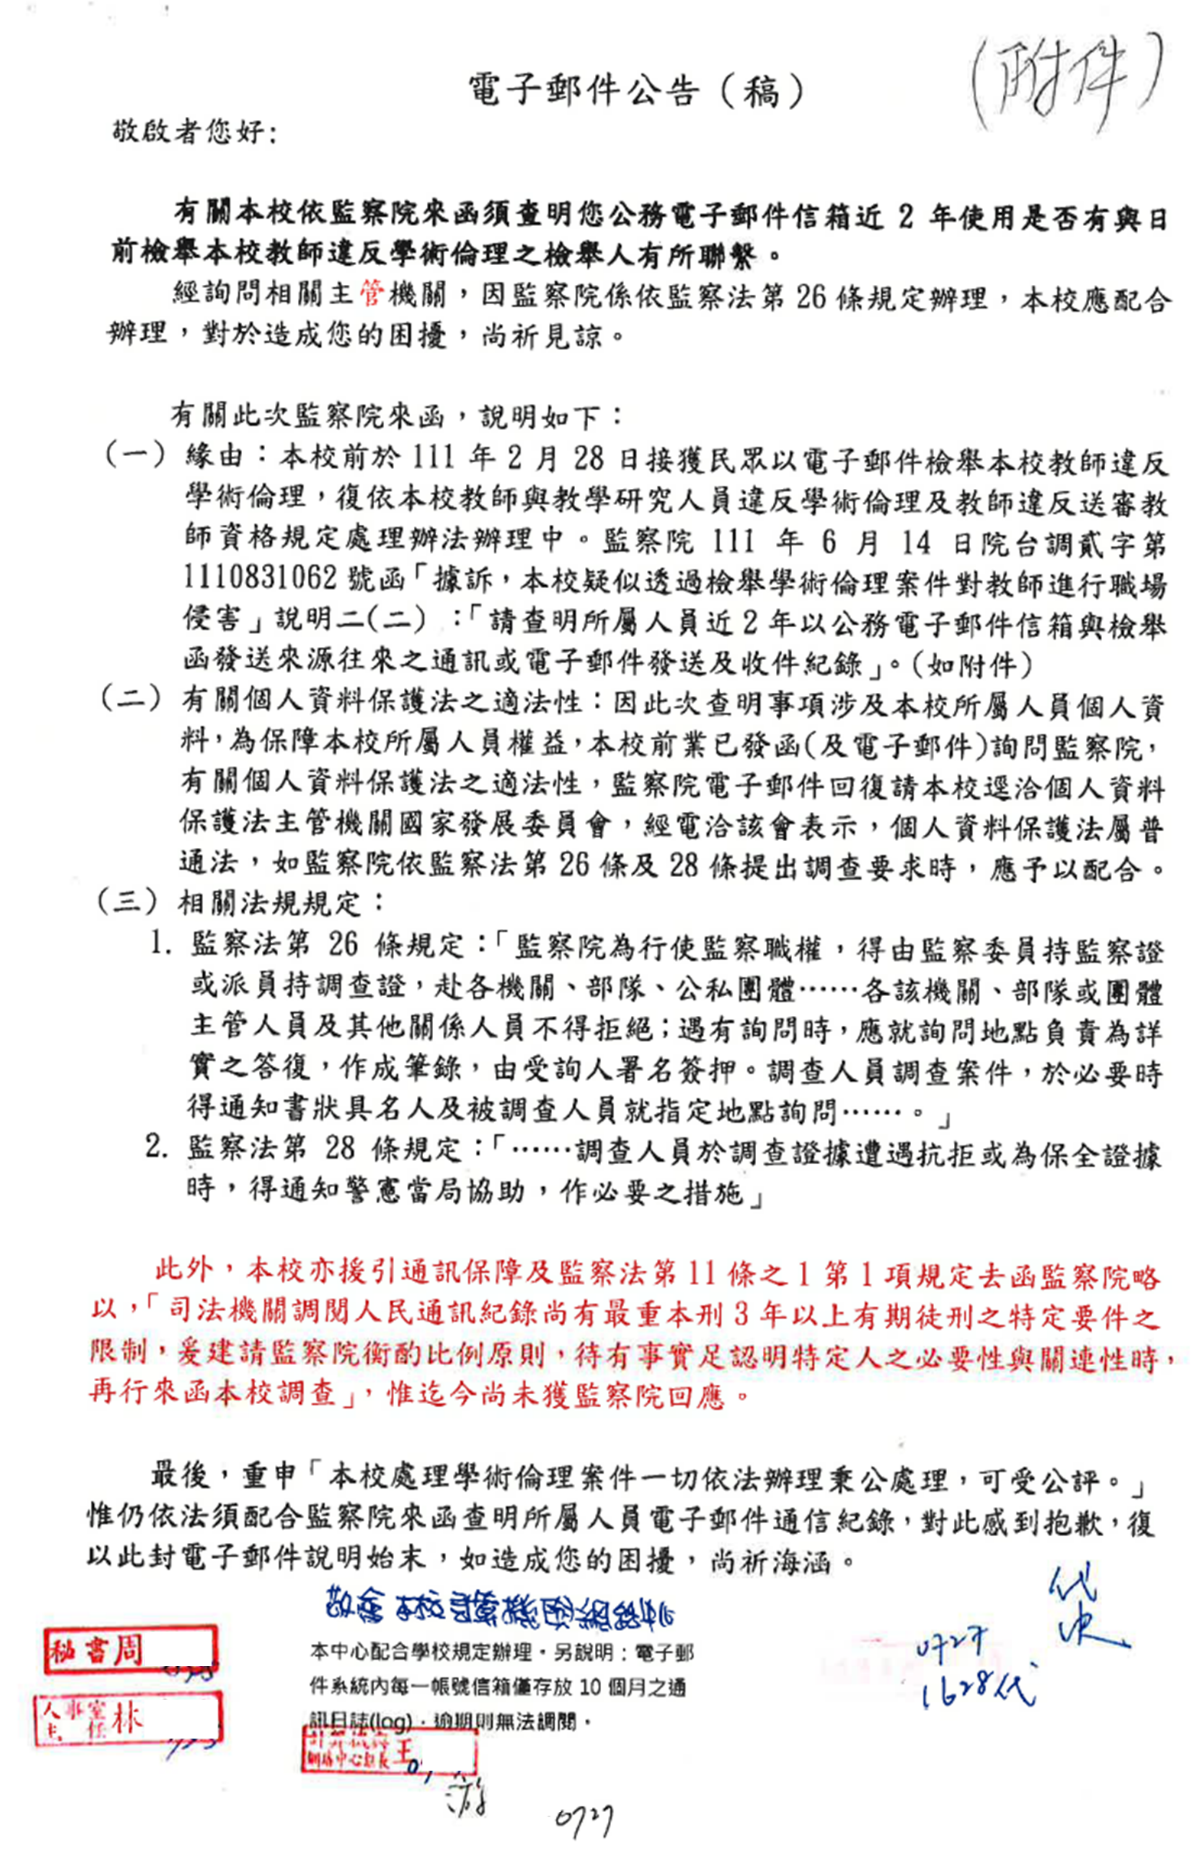 (附件)
電子郵件公告（稿）
敬啟者您好：
有關本校依監察院來函須查明您公務電子郵件信箱近 2 年使用是否有與日
前檢舉本校教師違反學術倫理之檢舉人有所聯繫。
經詢問相關主管機關，因監察院係依監察法第 26 條規定辦理，本校應配合
辦理，對於造成您的困擾，尚祈見諒。
有關此次監察院來函，說明如下：
（一）緣由：本校前於 111 年 2 月 28 日接獲民眾以電子郵件檢舉本校教師違反
學術倫理，復依本校教師與教學研究人員違反學術倫理及教師違反送審教
師資格規定處理辦法辦理中。監察院 111 年 6 月 14 日院台調貳字第
1110831062 號函「據訴，本校疑似透過檢舉學術倫理案件對教師進行職場
侵害」說明二(二)：「請查明所屬人員近 2 年以公務電子郵件信箱與檢舉
函發送來源往來之通訊或電子郵件發送及收件紀錄」。(如附件)
（二）有關個人資料保護法之適法性：因此次查明事項涉及本校所屬人員個人資
料，為保障本校所屬人員權益，本校前業已發函(及電子郵件)詢問監察院，
有關個人資料保護法之適法性，監察院電子郵件回復請本校逕洽個人資料
保護法主管機關國家發展委員會，經電洽該會表示，個人資料保護法屬普
通法，如監察院依監察法第 26 條及 28 條提出調查要求時，應予以配合。
（三）相關法規規定：
1. 監察法第 26 條規定：「監察院為行使監察職權，得由監察委員持監察證
或派員持調查證，赴各機關、部隊、公私團體……各該機關、部隊或團體
主管人員及其他關係人員不得拒絕；遇有詢問時，應就詢問地點負責為詳
實之答復，作成筆錄，由受詢人署名簽押。調查人員調查案件，於必要時
得通知書狀具名人及被調查人員就指定地點詢問……。」
2. 監察法第 28 條規定：「……調查人員於調查證據遭遇抗拒或為保全證據
時，得通知警憲當局協助，作必要之措施」
此外，本校亦援引通訊保障及監察法第 11 條之 1 第 1 項規定去函監察院略
以，「司法機關調閱人民通訊紀錄尚有最重本刑 3 年以上有期徒刑之特定要件之
限制，爰建請監察院衡酌比例原則，待有事實足認明特定人之必要性與關連性時，
再行來函本校調查」，惟迄今尚未獲監察院回應。
最後，重申「本校處理學術倫理案件一切依法辦理秉公處理，可受公評。」
惟仍依法須配合監察院來函查明所屬人員電子郵件通信紀錄，對此感到抱歉，復
以此封電子郵件說明始末，如造成您的困擾，尚祈海涵。
敬會本校計算機與網路中心
本中心配合學校規定辦理。另說明：電子郵
件系統內每一帳號信箱僅存放 10 個月之通
訊日誌(log)，逾期則無法調閱。
秘書周
人事室主任林
王
代
決
0727
1628代
0727